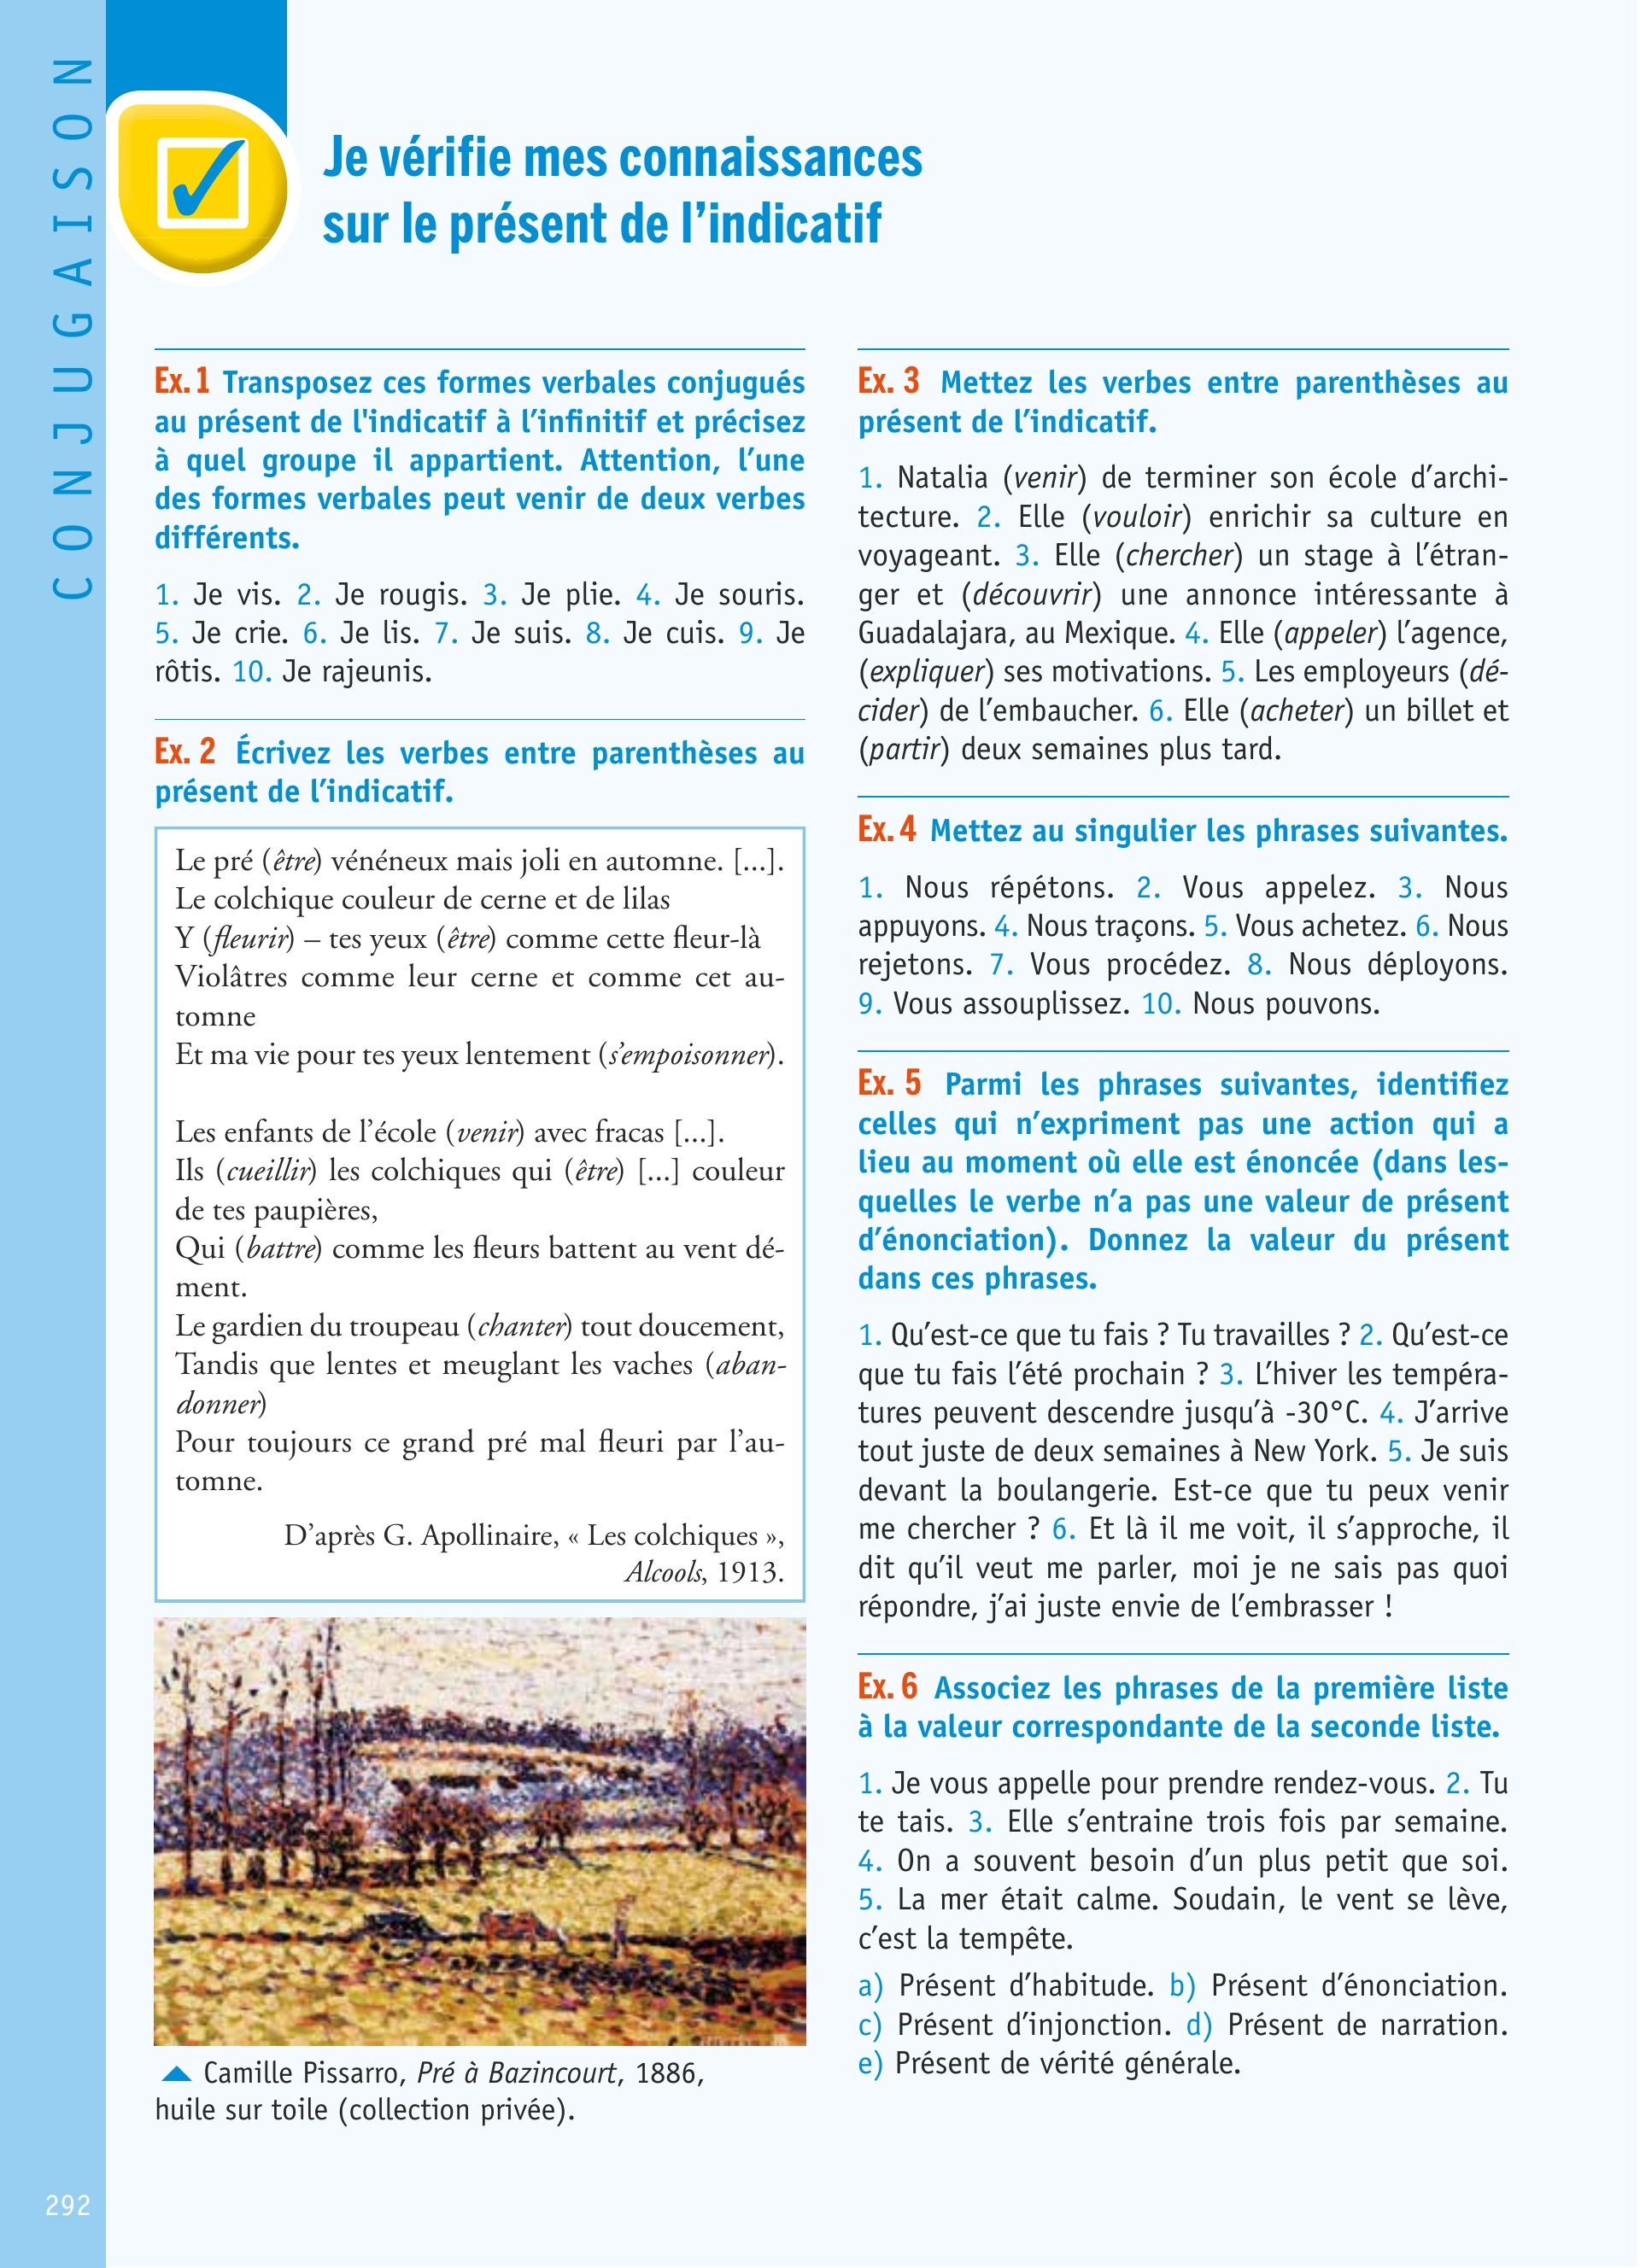 CONJUGAISON
Je vérifie mes connaissances
sur le présent de l’indicatif
Ex. 1 Transposez ces formes verbales conjugués
au présent de l'indicatif à l’infinitif et précisez
à quel groupe il appartient. Attention, l’une
des formes verbales peut venir de deux verbes
différents.
1. Je vis. 2. Je rougis. 3. Je plie. 4. Je souris.
5. Je crie. 6. Je lis. 7. Je suis. 8. Je cuis. 9. Je
rôtis. 10. Je rajeunis.
Ex. 2 Écrivez les verbes entre parenthèses au
présent de l’indicatif.
Le pré (être) vénéneux mais joli en automne. [...].
Le colchique couleur de cerne et de lilas
Y (fleurir) – tes yeux (être) comme cette fleur-là
Violâtres comme leur cerne et comme cet au-
tomne
Et ma vie pour tes yeux lentement (s’empoisonner).
Les enfants de l’école (venir) avec fracas [...].
Ils (cueillir) les colchiques qui (être) [...] couleur
de tes paupières,
Qui (battre) comme les fleurs battent au vent dé-
ment.
Le gardien du troupeau (chanter) tout doucement,
Tandis que lentes et meuglant les vaches (aban-
donner)
Pour toujours ce grand pré mal fleuri par l’au-
tomne.
D’après G. Apollinaire, « Les colchiques »,
Alcools, 1913.
Camille Pissarro, Pré à Bazincourt, 1886,
huile sur toile (collection privée).
Ex. 3 Mettez les verbes entre parenthèses au
présent de l’indicatif.
1. Natalia (venir) de terminer son école d’archi-
tecture. 2. Elle (vouloir) enrichir sa culture en
voyageant. 3. Elle (chercher) un stage à l’étran-
ger et (découvrir) une annonce intéressante à
Guadalajara, au Mexique. 4. Elle (appeler) l’agence,
(expliquer) ses motivations. 5. Les employeurs (dé-
cider) de l’embaucher. 6. Elle (acheter) un billet et
(partir) deux semaines plus tard.
Ex. 4 Mettez au singulier les phrases suivantes.
1. Nous répétons. 2. Vous appelez. 3. Nous
appuyons. 4. Nous traçons. 5. Vous achetez. 6. Nous
rejetons. 7. Vous procédez. 8. Nous déployons.
9. Vous assouplissez. 10. Nous pouvons.
Ex. 5 Parmi les phrases suivantes, identifiez
celles qui n’expriment pas une action qui a
lieu au moment où elle est énoncée (dans les-
quelles le verbe n’a pas une valeur de présent
d’énonciation). Donnez la valeur du présent
dans ces phrases.
1. Qu’est-ce que tu fais ? Tu travailles ? 2. Qu’est-ce
que tu fais l’été prochain ? 3. L’hiver les tempéra-
tures peuvent descendre jusqu’à -30°C. 4. J’arrive
tout juste de deux semaines à New York. 5. Je suis
devant la boulangerie. Est-ce que tu peux venir
me chercher ? 6. Et là il me voit, il s’approche, il
dit qu’il veut me parler, moi je ne sais pas quoi
répondre, j’ai juste envie de l’embrasser !
Ex. 6 Associez les phrases de la première liste
à la valeur correspondante de la seconde liste.
1. Je vous appelle pour prendre rendez-vous. 2. Tu
te tais. 3. Elle s’entraine trois fois par semaine.
4. On a souvent besoin d’un plus petit que soi.
5. La mer était calme. Soudain, le vent se lève,
c’est la tempête.
a) Présent d’habitude. b) Présent d’énonciation.
c) Présent d’injonction. d) Présent de narration.
e) Présent de vérité générale.
292